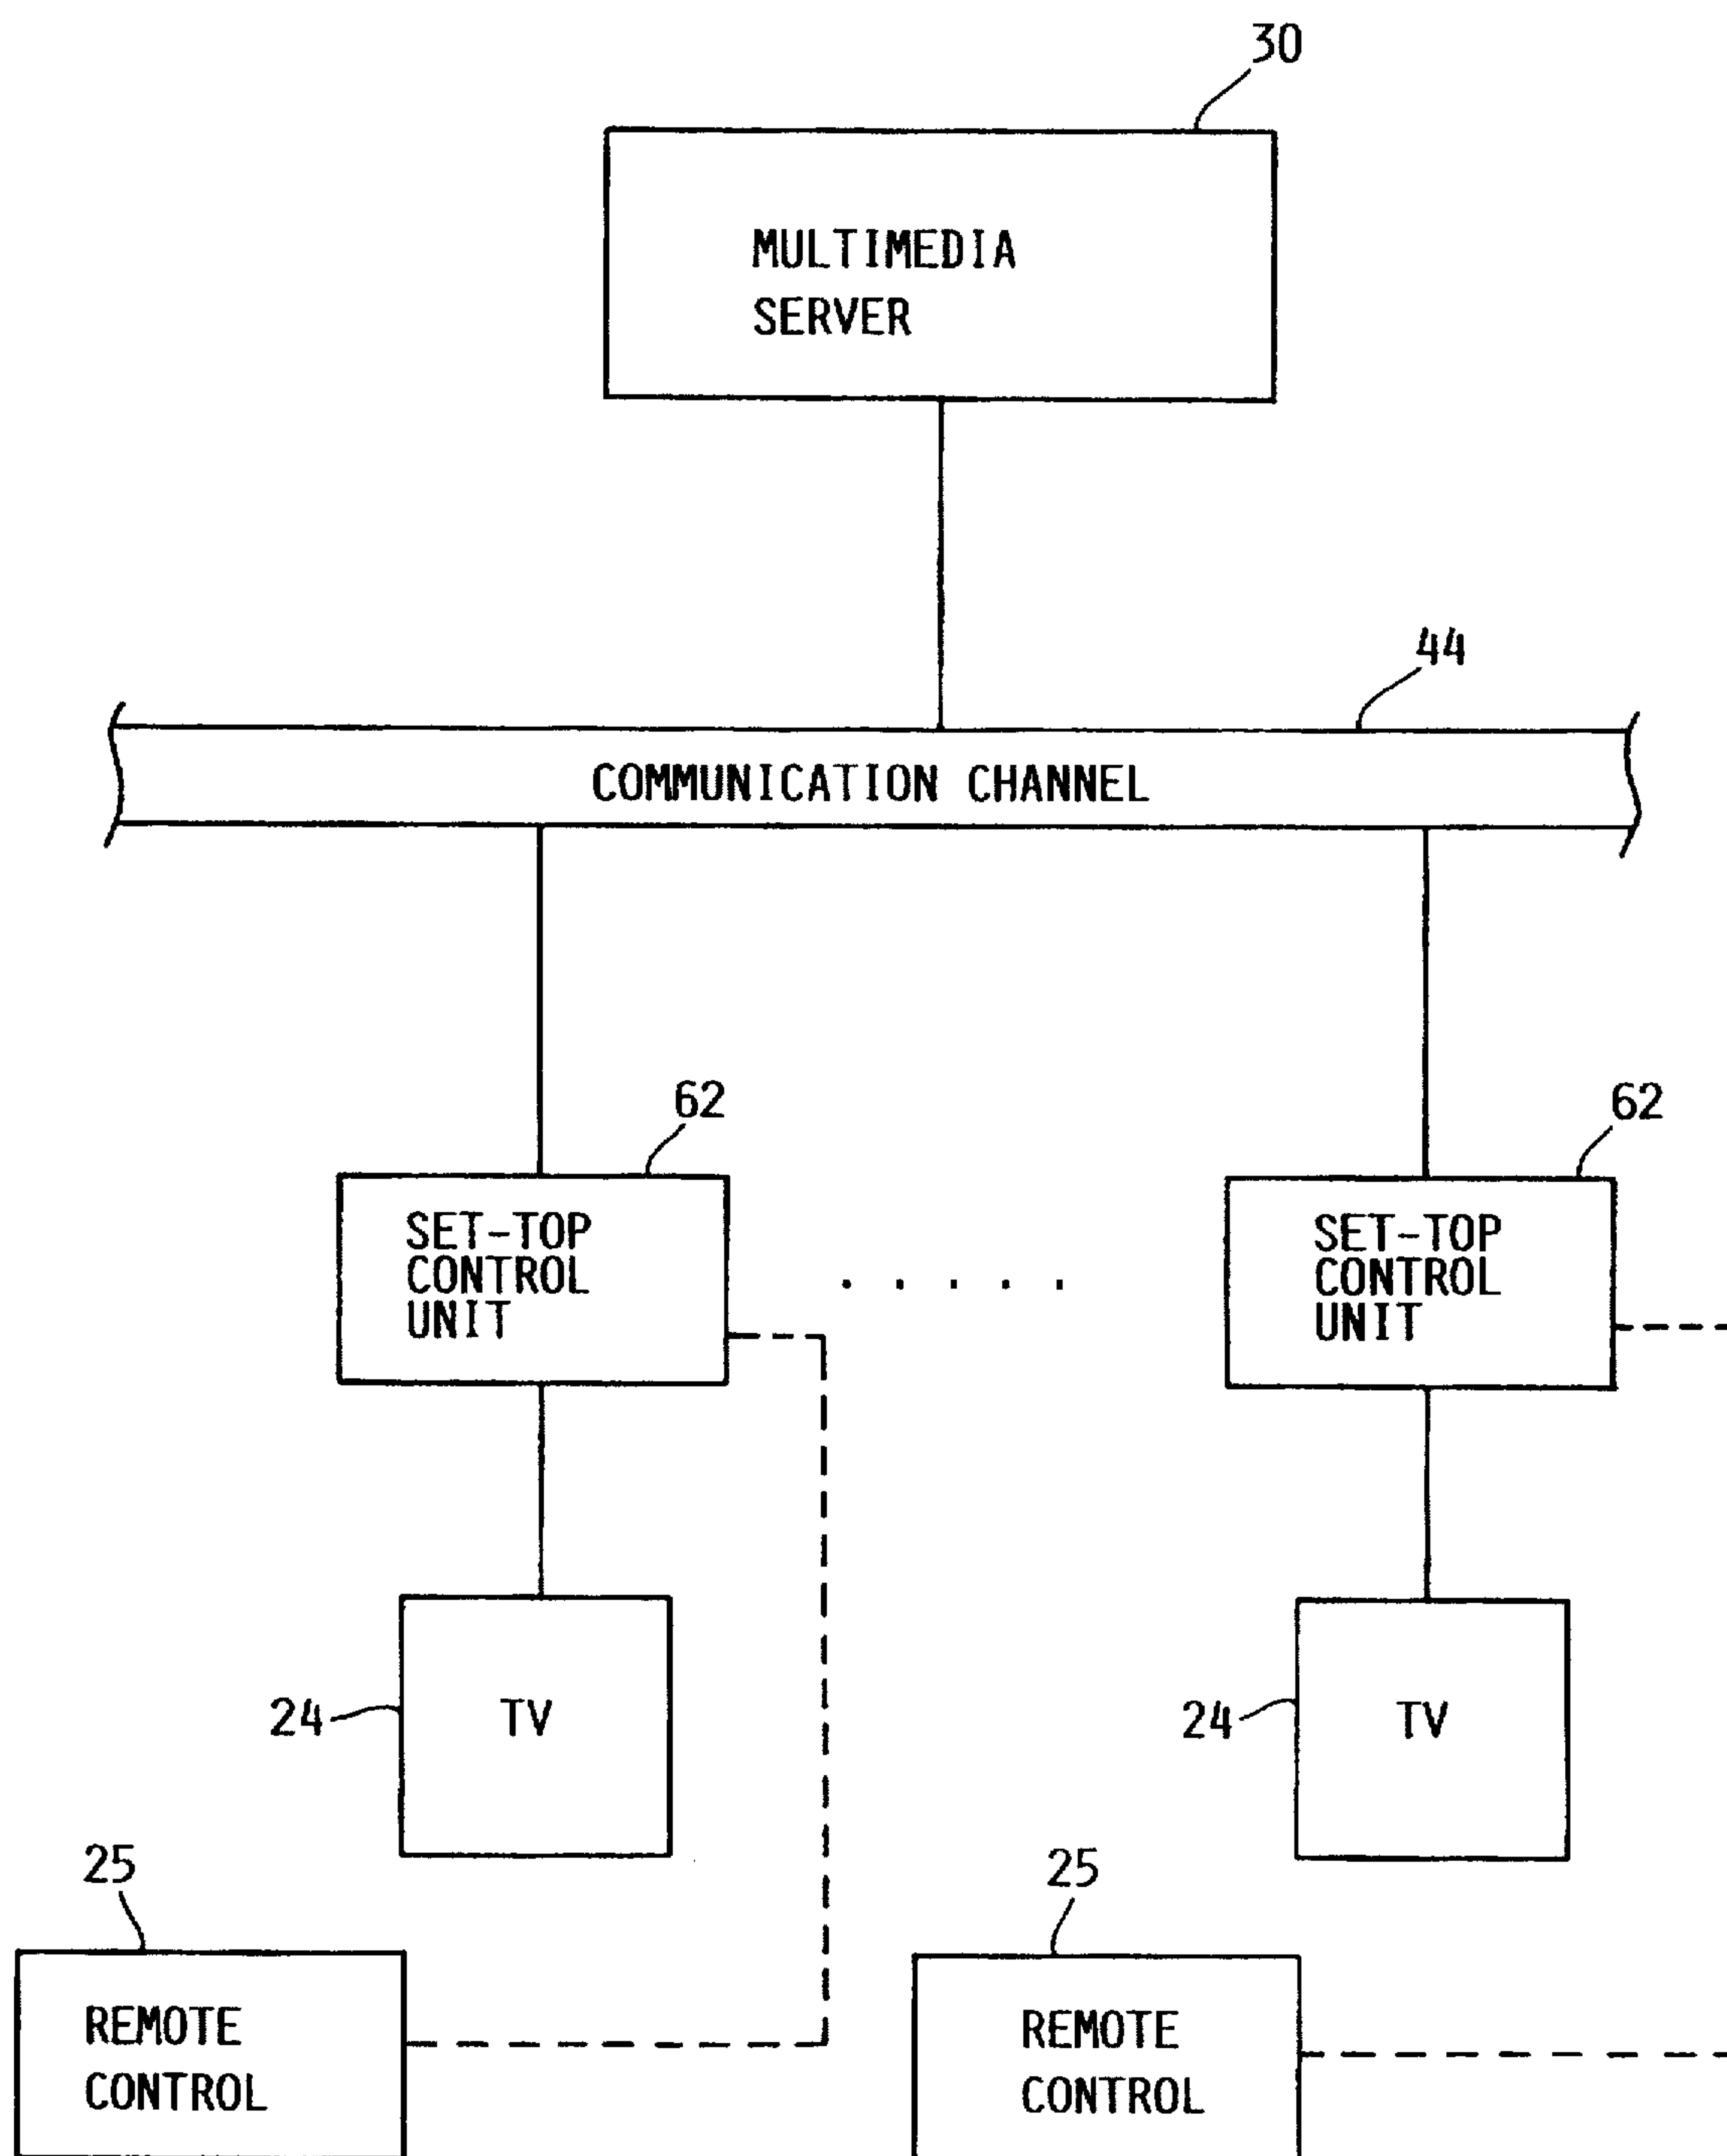 30
MULTIMEDIA
SERVER
44
COMMUNICATION CHANNEL
62
62
SET-TOP
CONTROL
UNIT
. . . . .
SET-TOP
CONTROL
UNIT
24
TV
24
TV
25
25
REMOTE
CONTROL
REMOTE
CONTROL